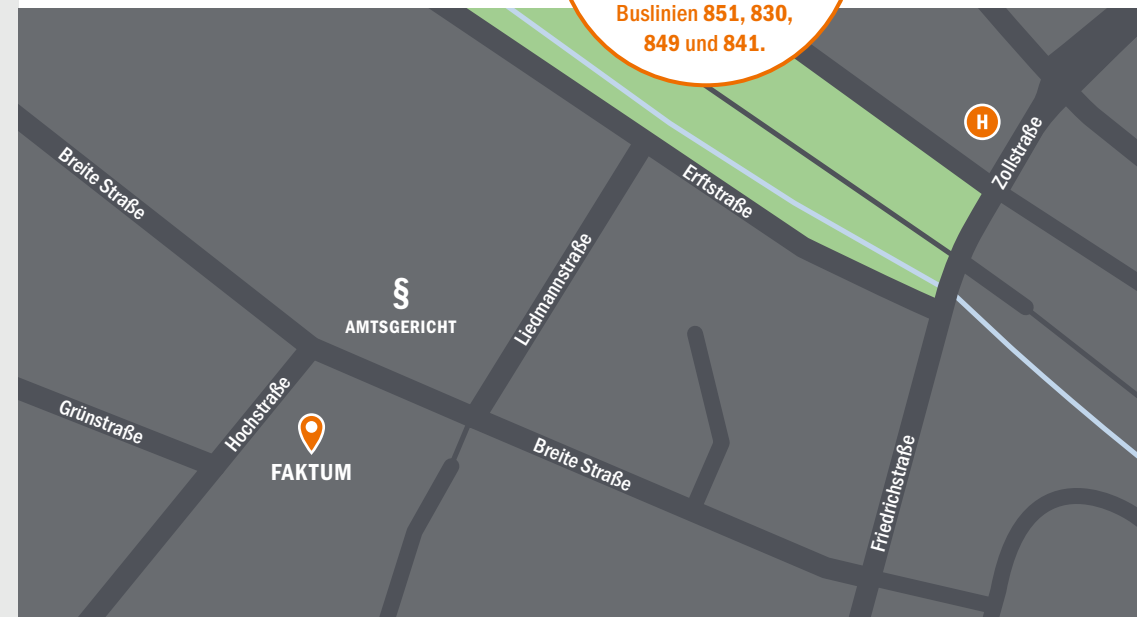 Buslinien 851, 830,
849 und 841.
H
Zollstraße
Breite Straße
Erftstraße
Liedmannstraße
§
AMTSGERICHT
Hochstraße
Grünstraße
FAKTUM
Breite Straße
Friedrichstraße